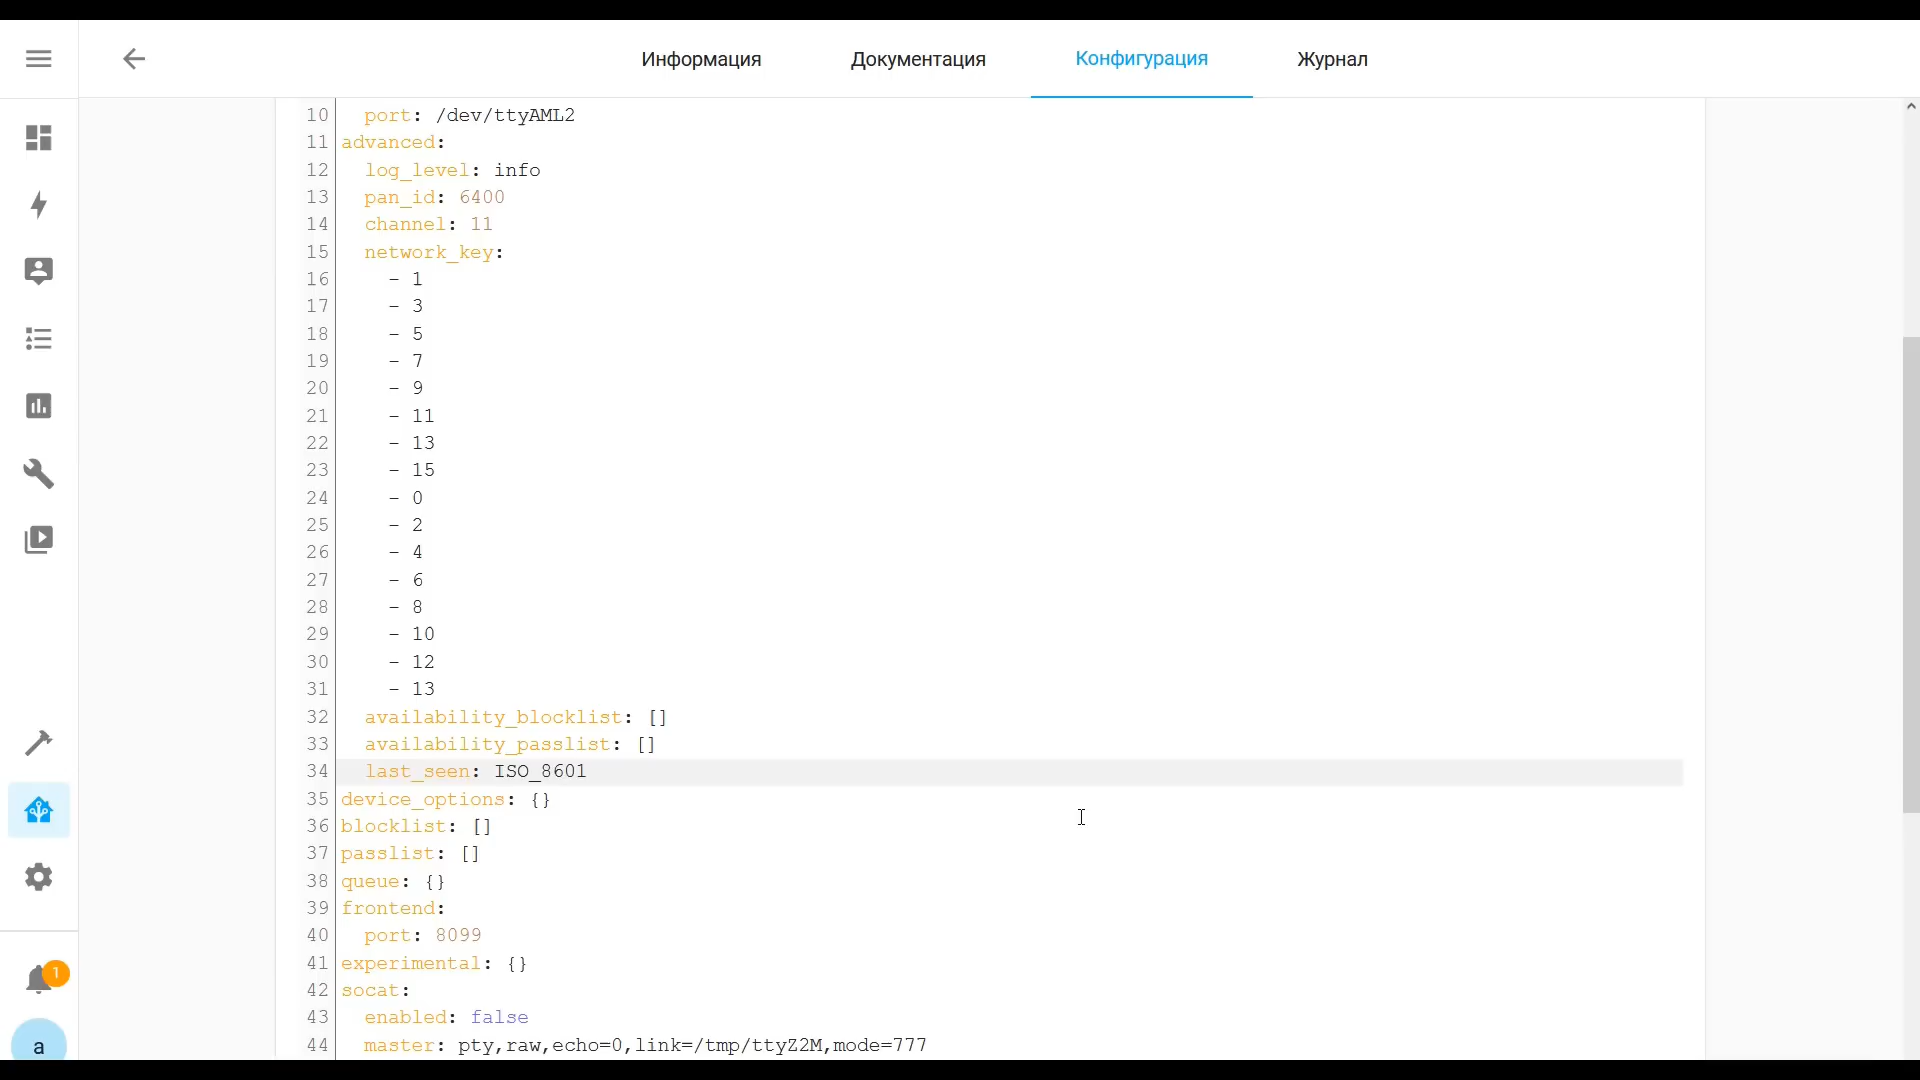 Информация
Документация
Конфигурация
Журнал
10 port: /dev/ttyAML2
11 advanced:
12 log_level: info
13 pan_id: 6400
14 channel: 11
15 network_key:
16 - 1
17 - 3
18 - 5
19 - 7
20 - 9
21 - 11
22 - 13
23 - 15
24 - 0
25 - 2
26 - 4
27 - 6
28 - 8
29 - 10
30 - 12
31 - 13
32 availability_blocklist: []
33 availability_passlist: []
34 last_seen: ISO_8601
35 device_options: {}
36 blocklist: []
37 passlist: []
38 queue: {}
39 frontend:
40 port: 8099
41 experimental: {}
42 socat:
43 enabled: false
44 master: pty,raw,echo=0,link=/tmp/ttyZ2M,mode=777
1
a